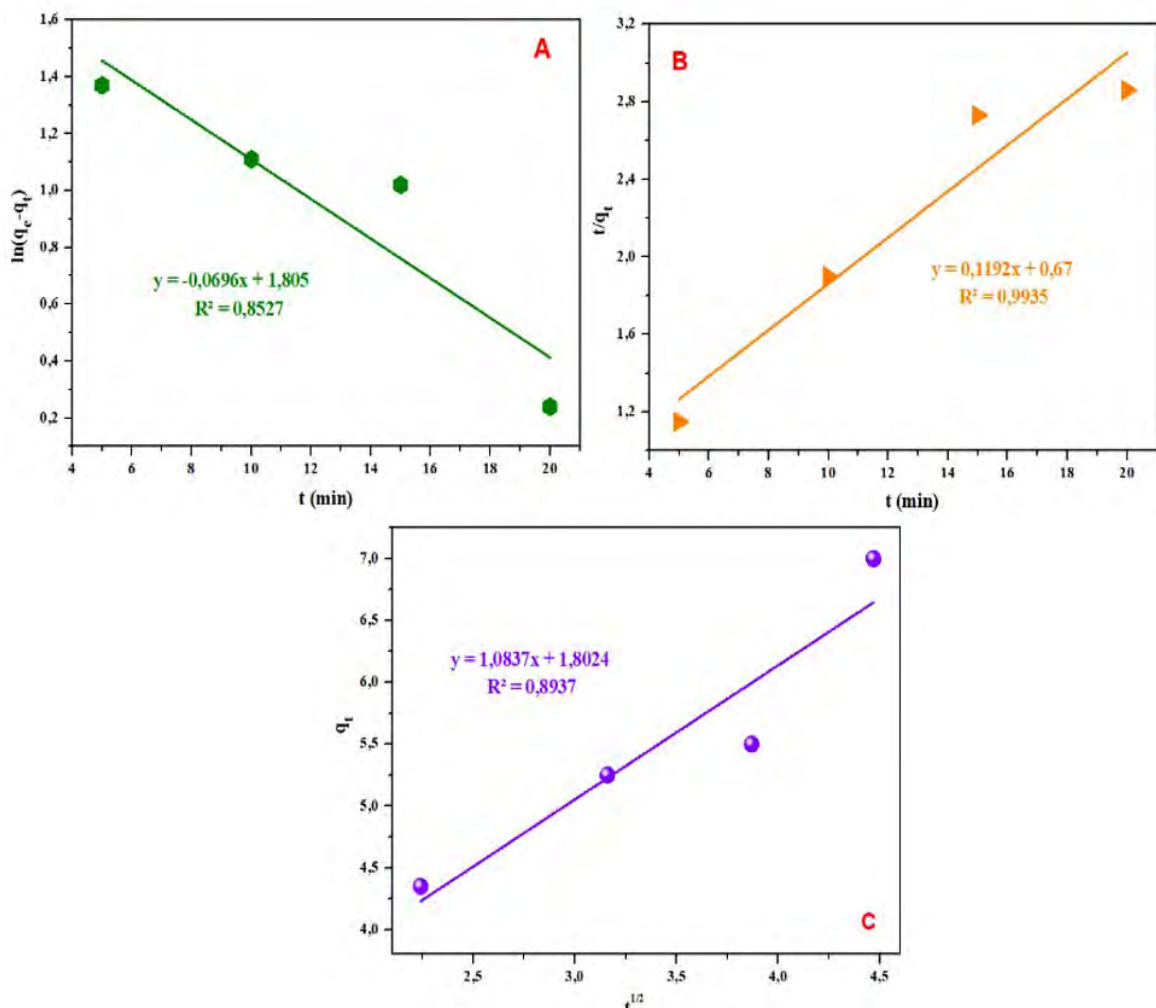 A
1,6
1,4
1,2
1,0
0,8
0,6
0,4
0,2
ln(qe-qt)
y = -0,0696x + 1,805
R² = 0,8527
4 6 8 10 12 14 16 18 20
t (min)
B
3,2
2,8
2,4
2,0
1,6
1,2
t/qt
y = 0,1192x + 0,67
R² = 0,9935
4 6 8 10 12 14 16 18 20
t (min)
7,0
6,5
6,0
5,5
5,0
4,5
4,0
qt
y = 1,0837x + 1,8024
R² = 0,8937
C
2,5 3,0 3,5 4,0 4,5
t1/2